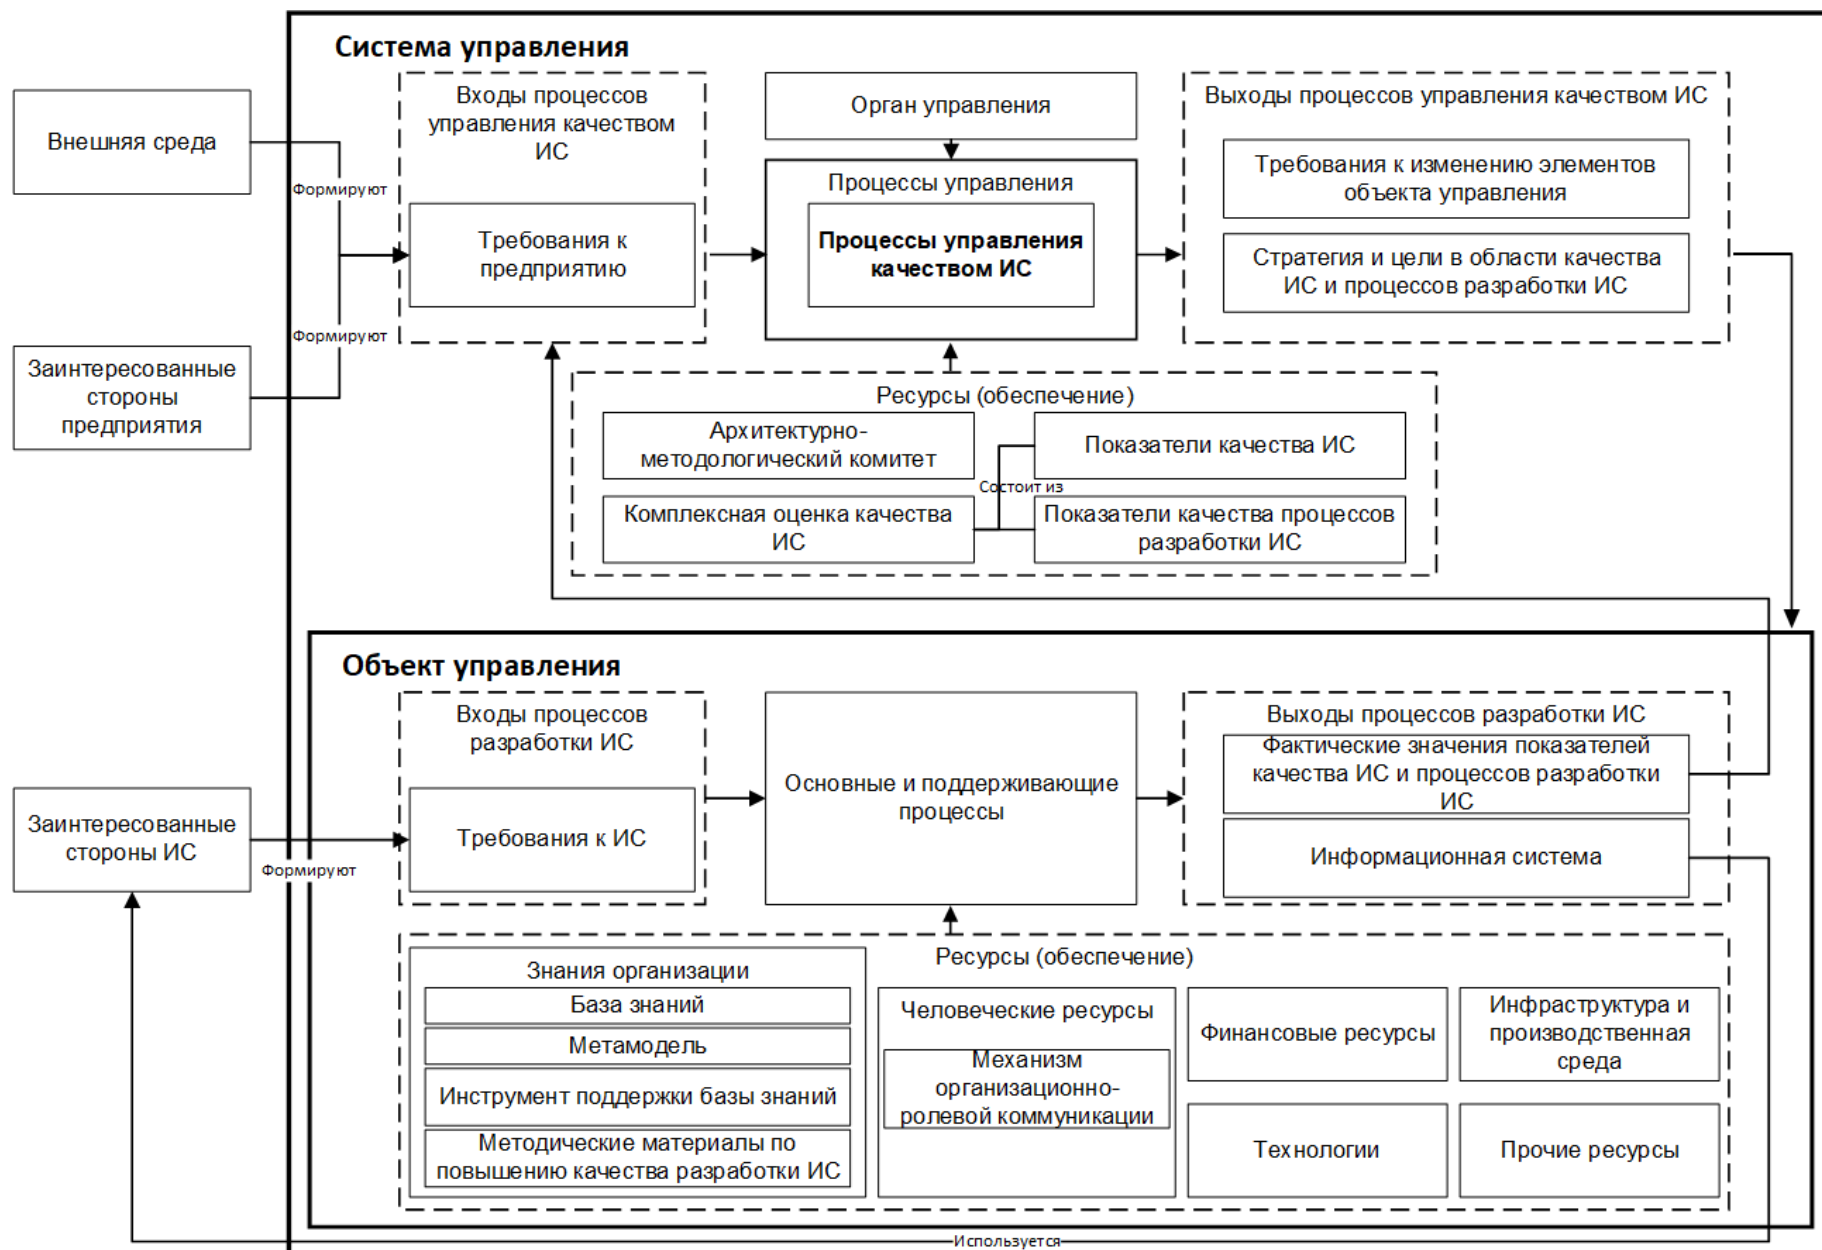 Система управления
Внешняя среда
Формируют
Формируют
Заинтересованные
стороны
предприятия
Входы процессов
управления качеством
ИС
Требования к
предприятию
Орган управления
Процессы управления
Процессы управления
качеством ИС
Выходы процессов управления качеством ИС
Требования к изменению элементов
объекта управления
Стратегия и цели в области качества
ИС и процессов разработки ИС
Ресурсы (обеспечение)
Архитектурно-
методологический комитет
Показатели качества ИС
Состоит из
Комплексная оценка качества
ИС
Показатели качества процессов
разработки ИС
Объект управления
Заинтересованные
стороны ИС
Формируют
Входы процессов
разработки ИС
Требования к ИС
Основные и поддерживающие
процессы
Выходы процессов разработки ИС
Фактические значения показателей
качества ИС и процессов разработки
ИС
Информационная система
Ресурсы (обеспечение)
Знания организации
База знаний
Метамодель
Инструмент поддержки базы знаний
Методические материалы по
повышению качества разработки ИС
Человеческие ресурсы
Механизм
организационно-
ролевой коммуникации
Финансовые ресурсы
Инфраструктура и
производственная
среда
Технологии
Прочие ресурсы
Используется